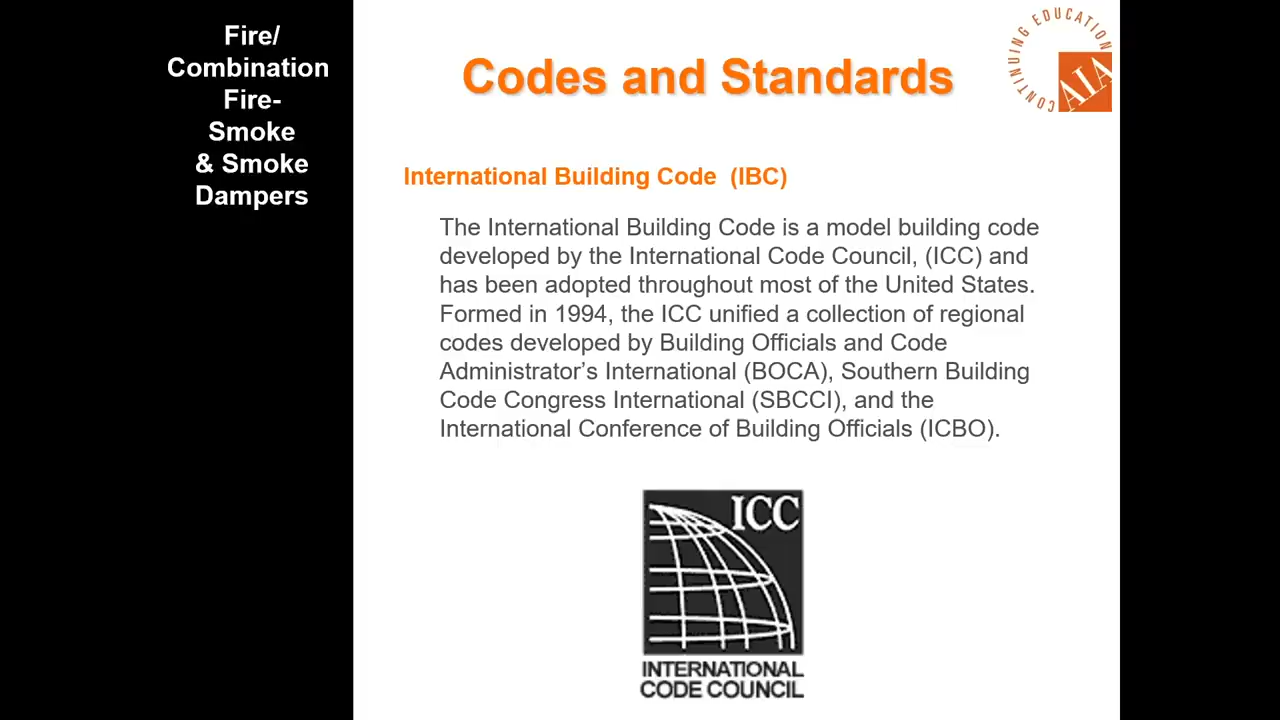 Fire/
Combination
Fire-
Smoke
& Smoke
Dampers
Codes and Standards
CONTINUING EDUCATION
AIA
International Building Code (IBC)
The International Building Code is a model building code
developed by the International Code Council, (ICC) and
has been adopted throughout most of the United States.
Formed in 1994, the ICC unified a collection of regional
codes developed by Building Officials and Code
Administrator’s International (BOCA), Southern Building
Code Congress International (SBCCI), and the
International Conference of Building Officials (ICBO).
ICC
INTERNATIONAL
CODE COUNCIL